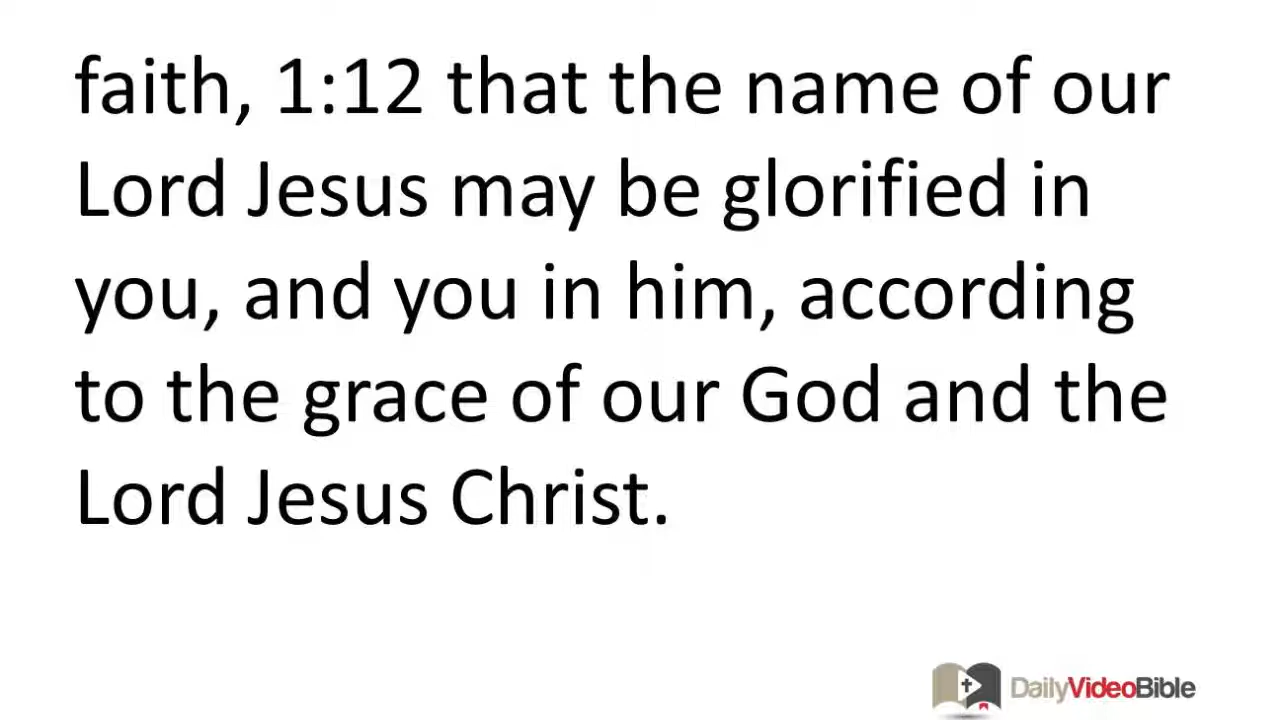 faith, 1:12 that the name of our
Lord Jesus may be glorified in
you, and you in him, according
to the grace of our God and the
Lord Jesus Christ.
DailyVideoBible